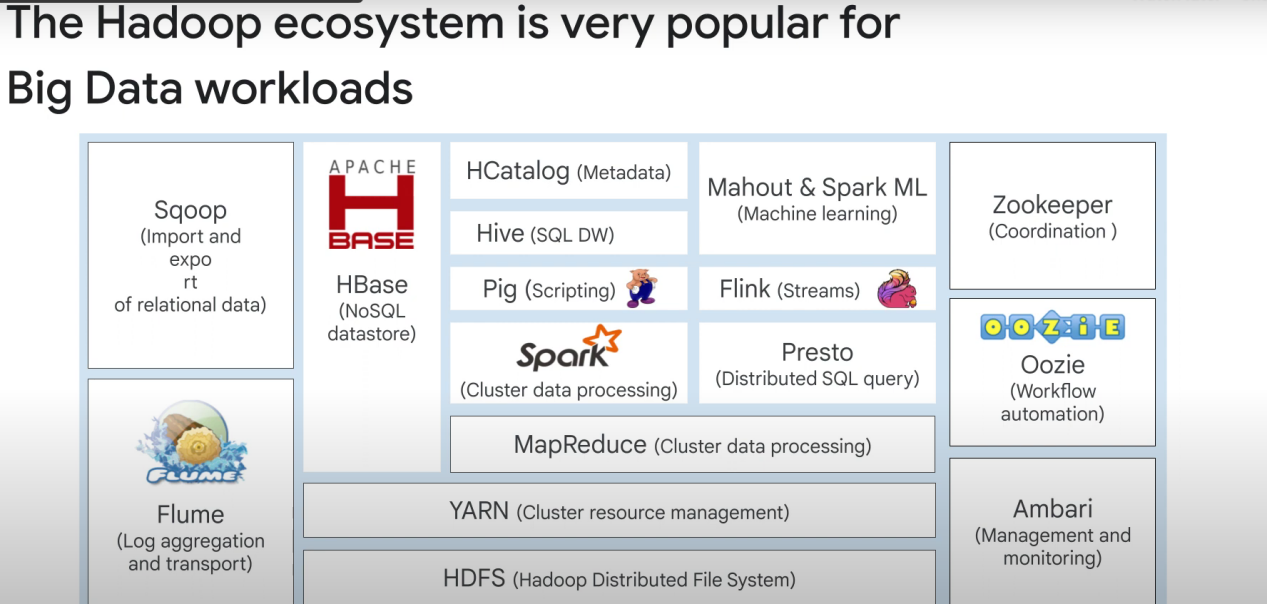 The Hadoop ecosystem is very popular for
Big Data workloads
Sqoop
(Import and
expo
rt
of relational data)
FLUME
Flume
(Log aggregation
and transport)
APACHE
H
BASE
HBase
(NoSQL
datastore)
HCatalog (Metadata)
Hive (SQL DW)
Pig (Scripting)
Spark
(Cluster data processing)
Mahout & Spark ML
(Machine learning)
Flink (Streams)
Presto
(Distributed SQL query)
MapReduce (Cluster data processing)
YARN (Cluster resource management)
HDFS (Hadoop Distributed File System)
Zookeeper
(Coordination )
OOZiE
Oozie
(Workflow
automation)
Ambari
(Management and
monitoring)